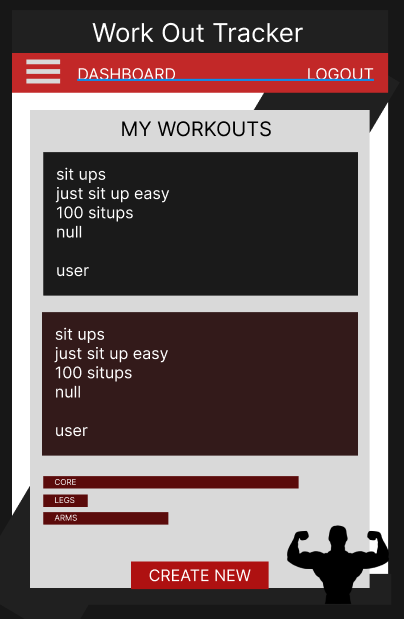 Work Out Tracker
DASHBOARD LOGOUT
MY WORKOUTS
sit ups
just sit up easy
100 situps
null
user
sit ups
just sit up easy
100 situps
null
user
CORE
LEGS
ARMS
CREATE NEW